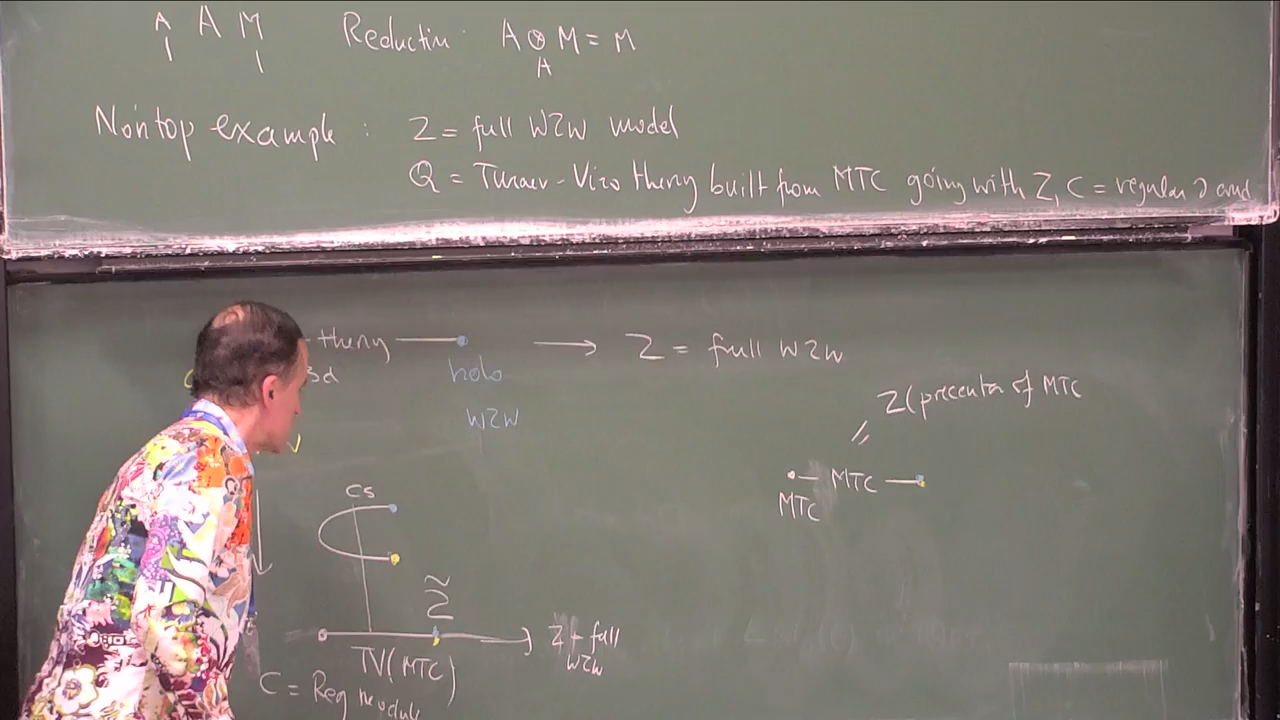 A A M Reduction: A ⊗ M = M
A
Nontop example : Z = full WZW model
Q = Turaev-Viro theory built from MTC going with Z, C = regular ∂ cond
theory → Z = full WZW
3d holo
WZW
Z(precenter of MTC
//
MTC
MTC
CS
Z̃
Z = full
WZW
TV(MTC)
C = Reg module